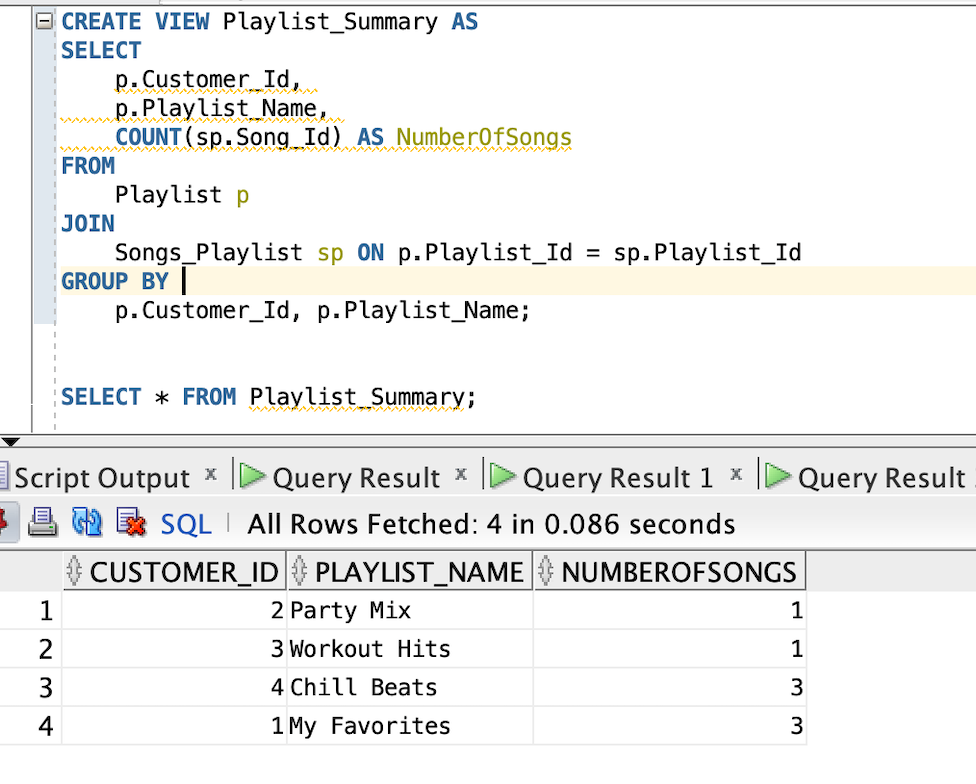 CREATE VIEW Playlist_Summary AS
SELECT
p.Customer_Id,
p.Playlist_Name,
COUNT(sp.Song_Id) AS NumberOfSongs
FROM
Playlist p
JOIN
Songs_Playlist sp ON p.Playlist_Id = sp.Playlist_Id
GROUP BY
p.Customer_Id, p.Playlist_Name;
SELECT * FROM Playlist_Summary;
Script Output × Query Result × Query Result 1 × Query Result
SQL | All Rows Fetched: 4 in 0.086 seconds
CUSTOMER_ID PLAYLIST_NAME NUMBEROFSONGS
1 2 Party Mix 1
2 3 Workout Hits 1
3 4 Chill Beats 3
4 1 My Favorites 3